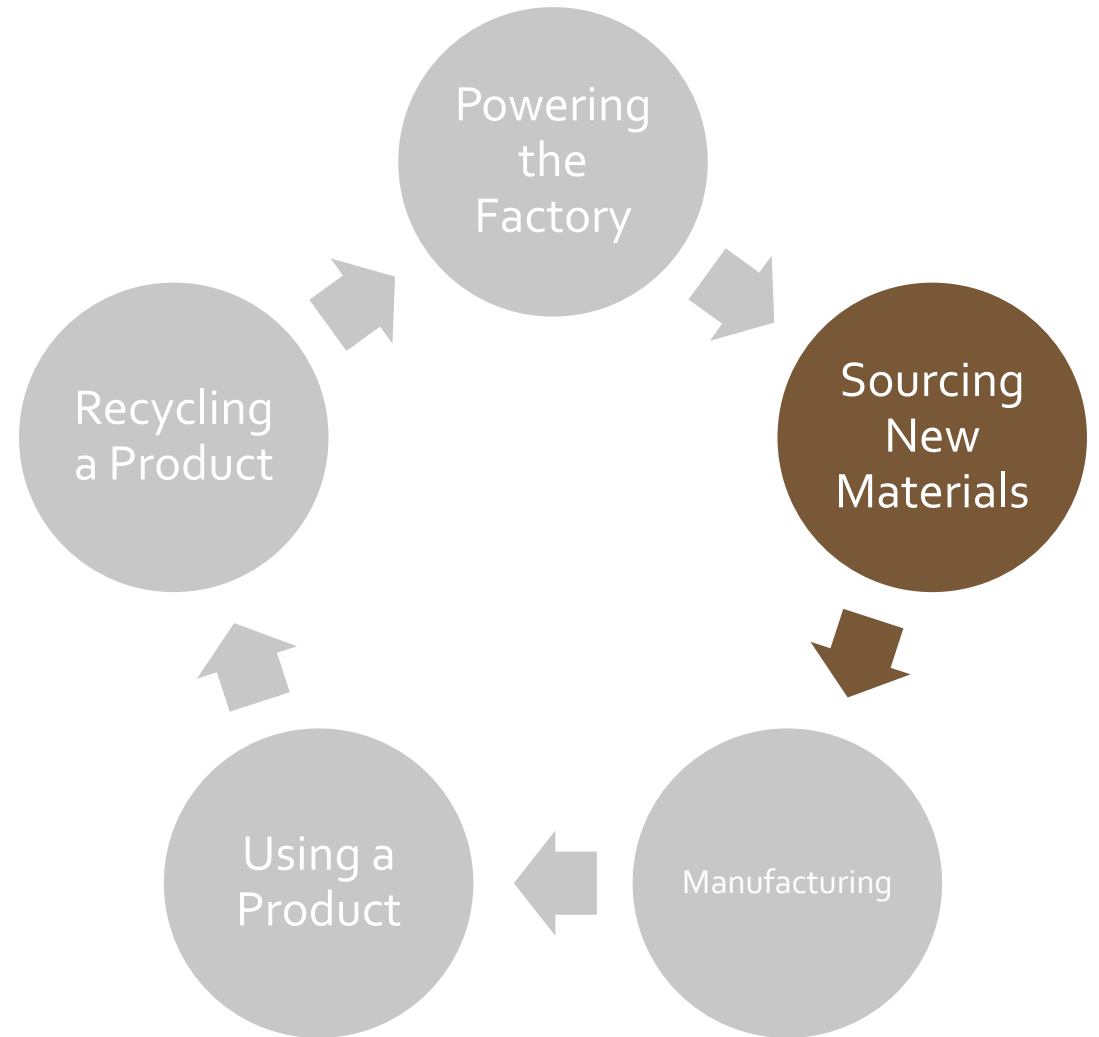 Powering
the
Factory
Sourcing
New
Materials
Manufacturing
Using a
Product
Recycling
a Product